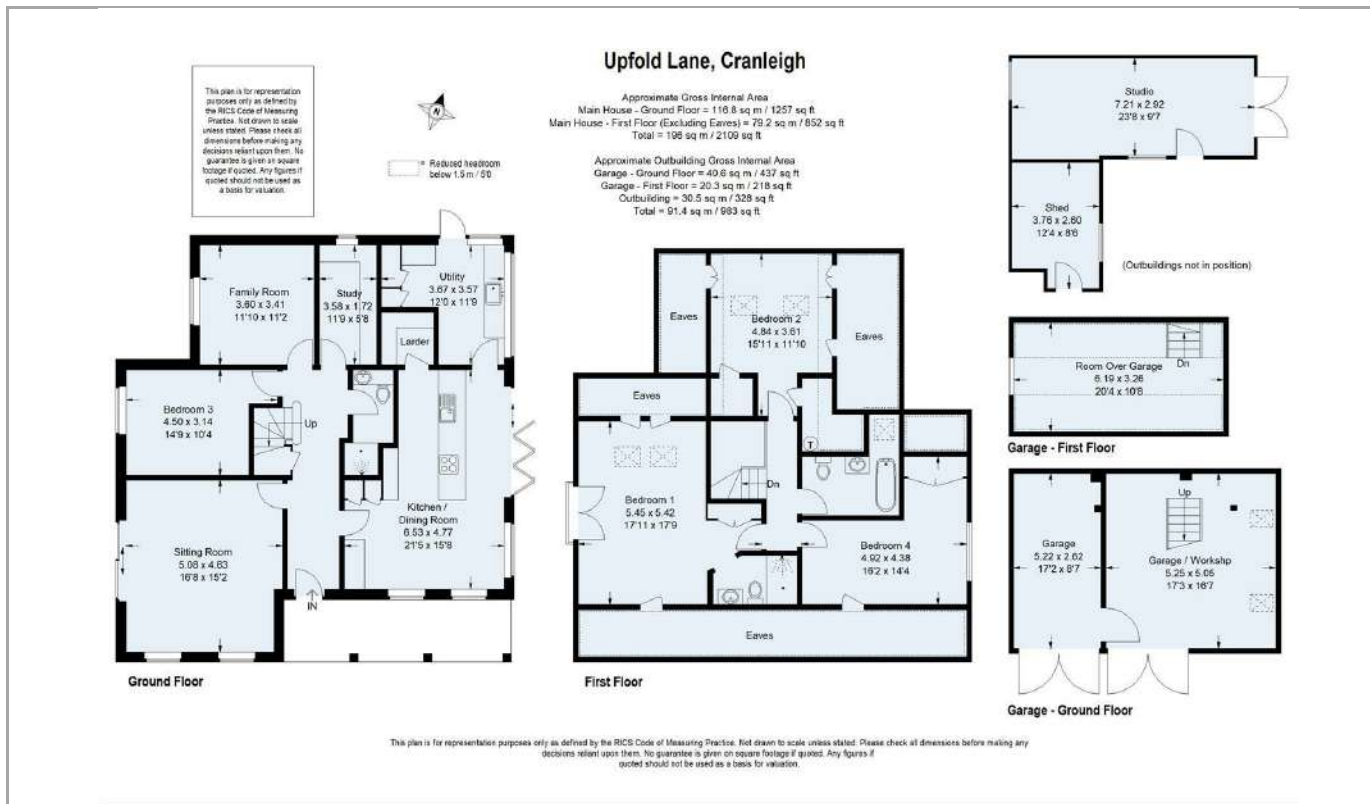 Upfold Lane, Cranleigh
This plan is for representation
purposes only as defined by
the RICS Code of Measuring
Practice. Not drawn to scale
unless stated. Please check all
dimensions before making any
decisions reliant upon them. No
guarantee is given on square
footage if quoted. Any figures if
quoted should not be used as
a basis for valuation.
Approximate Gross Internal Area
Main House - Ground Floor = 116.8 sq m / 1257 sq ft
Main House - First Floor (Excluding Eaves) = 79.2 sq m / 852 sq ft
Total = 196 sq m / 2109 sq ft
Approximate Outbuilding Gross Internal Area
Garage - Ground Floor = 40.6 sq m / 437 sq ft
Garage - First Floor = 20.3 sq m / 218 sq ft
Outbuilding = 30.5 sq m / 328 sq ft
Total = 91.4 sq m / 983 sq ft
= Reduced headroom
below 1.5 m / 5'0
Family Room
3.60 x 3.41
11'10 x 11'2
Study
3.58 x 1.72
11'9 x 5'8
Utility
3.67 x 3.57
12'0 x 11'9
Larder
Bedroom 3
4.50 x 3.14
14'9 x 10'4
Up
Kitchen /
Dining Room
6.53 x 4.77
21'5 x 15'8
Sitting Room
5.08 x 4.63
16'8 x 15'2
IN
Ground Floor
Eaves
Bedroom 2
4.84 x 3.61
15'11 x 11'10
Eaves
Eaves
T
Dn
Bedroom 1
5.45 x 5.42
17'11 x 17'9
Bedroom 4
4.92 x 4.38
16'2 x 14'4
Eaves
First Floor
Studio
7.21 x 2.92
23'8 x 9'7
Shed
3.76 x 2.60
12'4 x 8'6
(Outbuildings not in position)
Dn
Room Over Garage
6.19 x 3.26
20'4 x 10'8
Garage - First Floor
Up
Garage
5.22 x 2.62
17'2 x 8'7
Garage / Workshp
5.25 x 5.05
17'3 x 16'7
Garage - Ground Floor
This plan is for representation purposes only as defined by the RICS Code of Measuring Practice. Not drawn to scale unless stated. Please check all dimensions before making any
decisions reliant upon them. No guarantee is given on square footage if quoted. Any figures if
quoted should not be used as a basis for valuation.